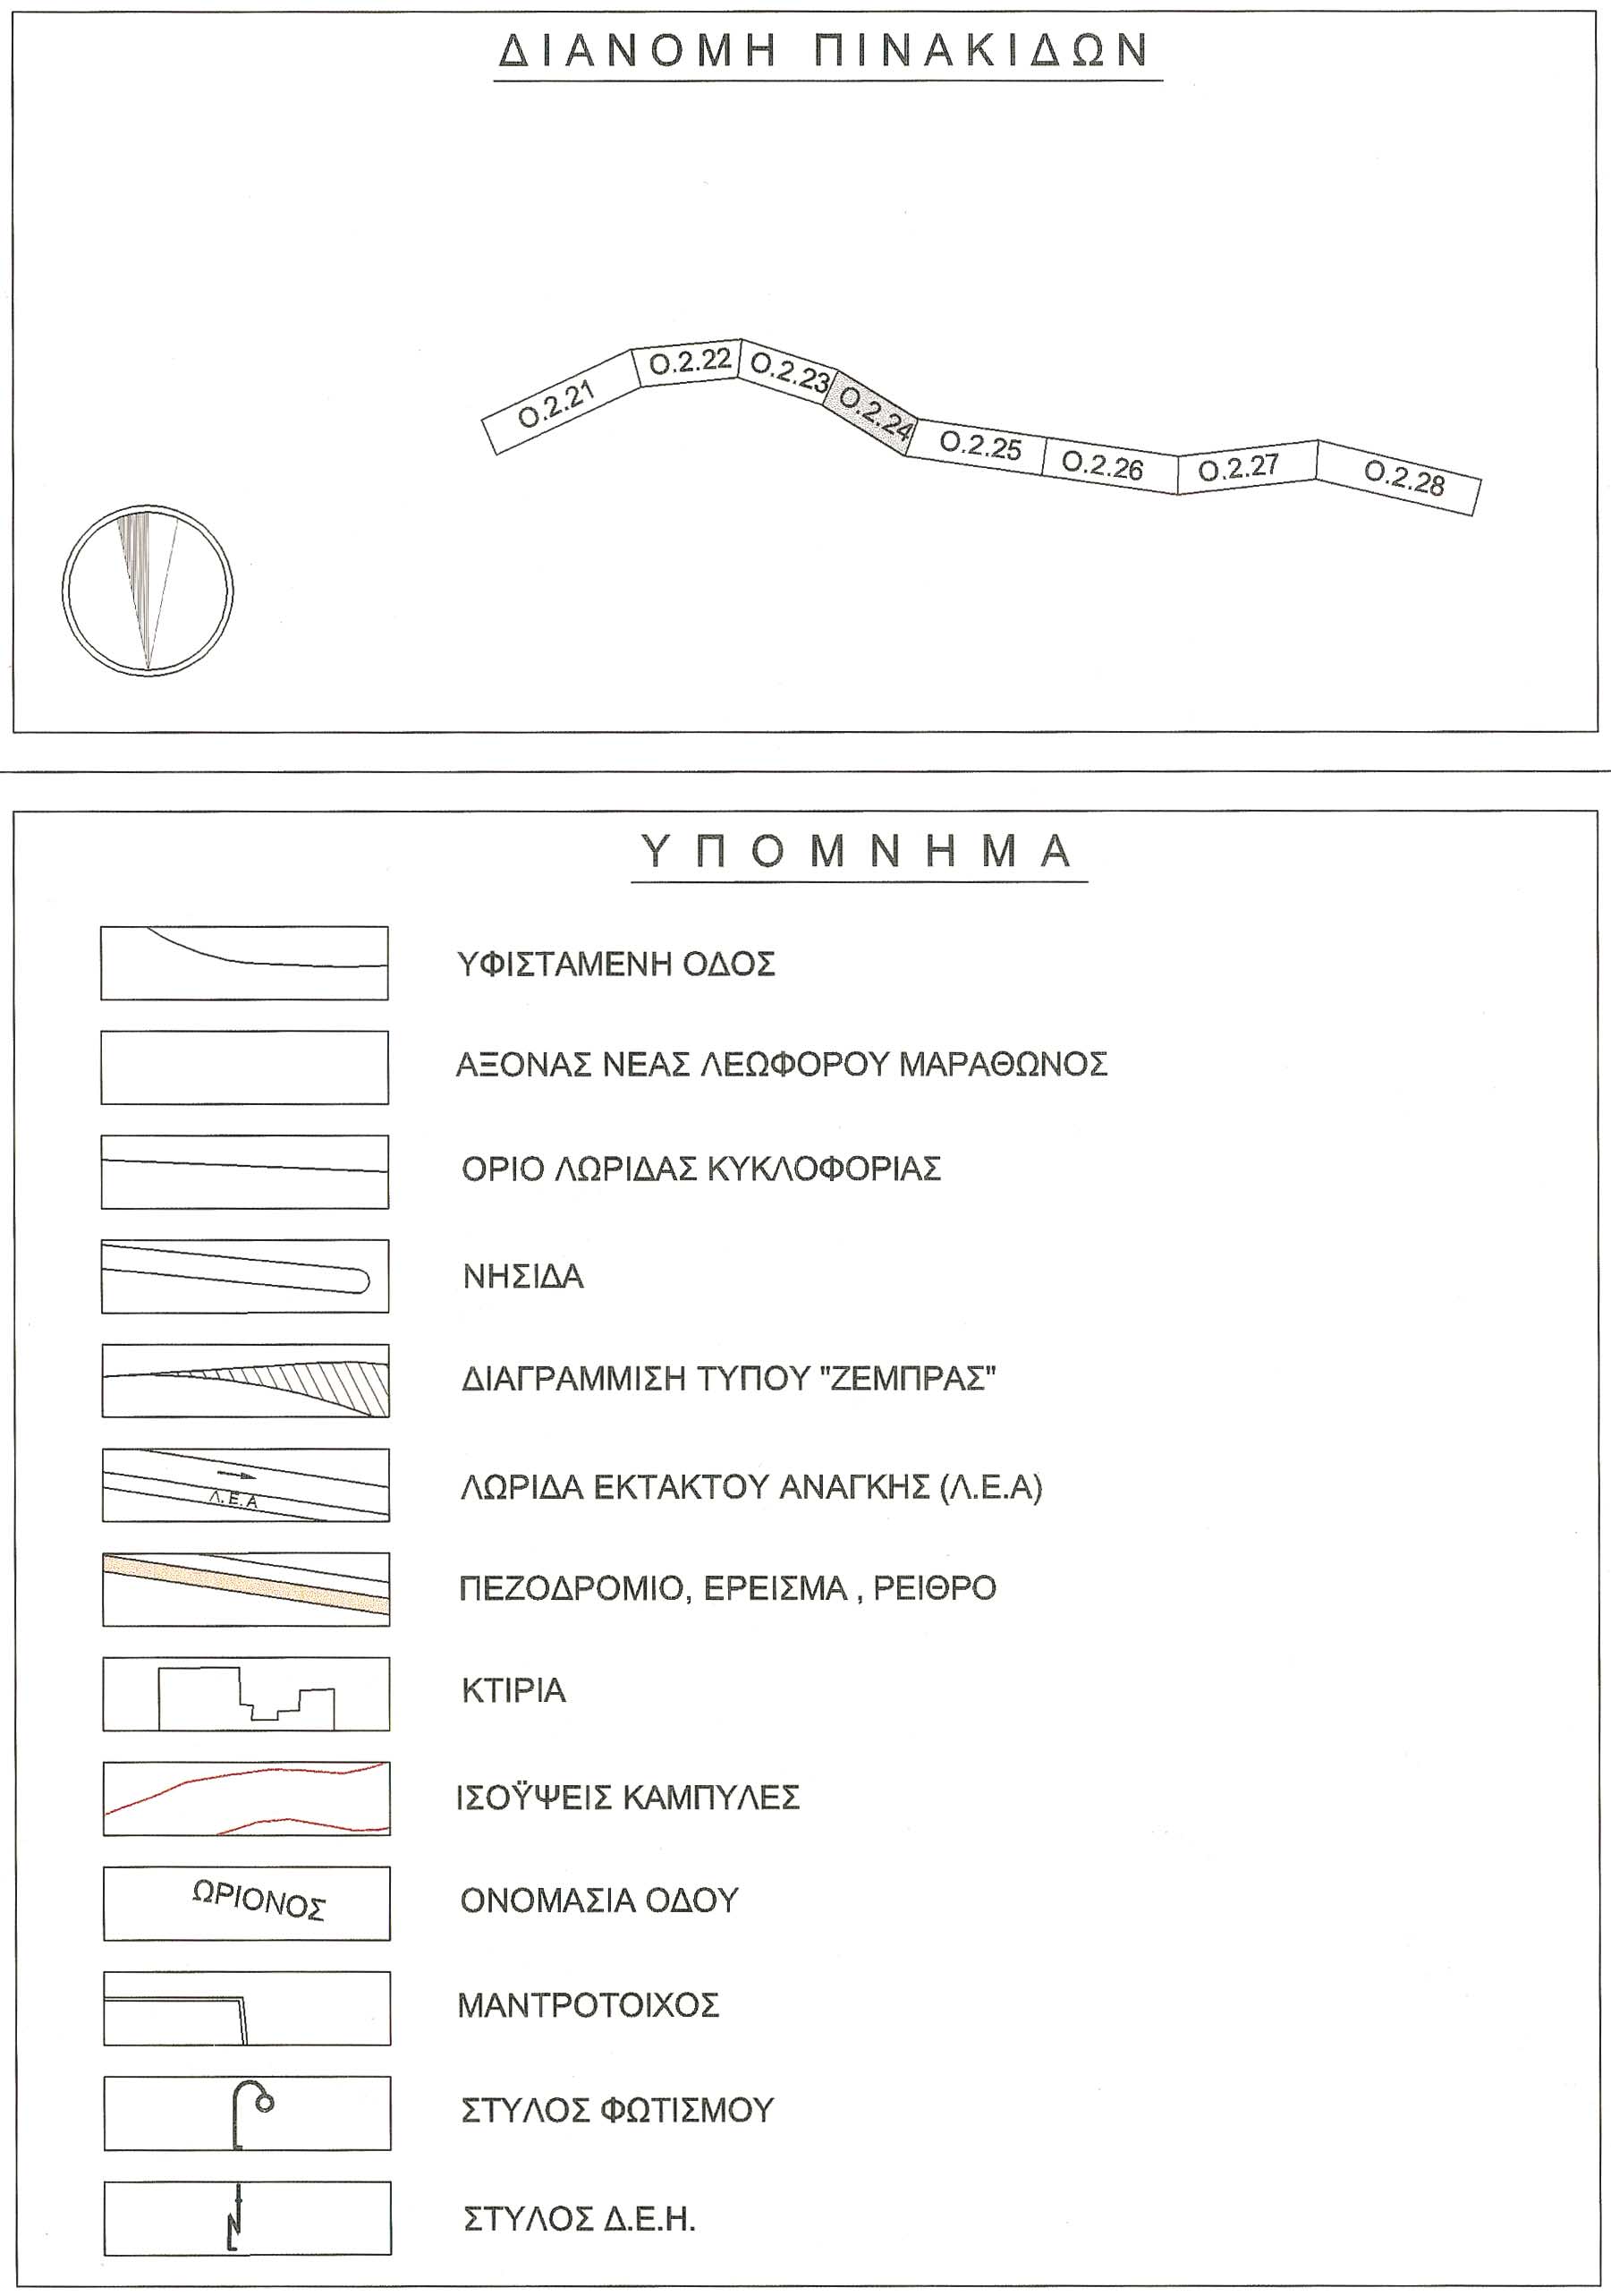 ΔΙΑΝΟΜΗ ΠΙΝΑΚΙΔΩΝ
Ο.2.21
Ο.2.22
Ο.2.23
Ο.2.24
Ο.2.25
Ο.2.26
Ο.2.27
Ο.2.28
ΥΠΟΜΝΗΜΑ
ΥΦΙΣΤΑΜΕΝΗ ΟΔΟΣ
ΑΞΟΝΑΣ ΝΕΑΣ ΛΕΩΦΟΡΟΥ ΜΑΡΑΘΩΝΟΣ
ΟΡΙΟ ΛΩΡΙΔΑΣ ΚΥΚΛΟΦΟΡΙΑΣ
ΝΗΣΙΔΑ
ΔΙΑΓΡΑΜΜΙΣΗ ΤΥΠΟΥ "ΖΕΜΠΡΑΣ"
Λ.Ε.Α
ΛΩΡΙΔΑ ΕΚΤΑΚΤΟΥ ΑΝΑΓΚΗΣ (Λ.Ε.Α)
ΠΕΖΟΔΡΟΜΙΟ, ΕΡΕΙΣΜΑ , ΡΕΙΘΡΟ
ΚΤΙΡΙΑ
ΙΣΟΫΨΕΙΣ ΚΑΜΠΥΛΕΣ
ΩΡΙΟΝΟΣ
ΟΝΟΜΑΣΙΑ ΟΔΟΥ
ΜΑΝΤΡΟΤΟΙΧΟΣ
ΣΤΥΛΟΣ ΦΩΤΙΣΜΟΥ
ΣΤΥΛΟΣ Δ.Ε.Η.